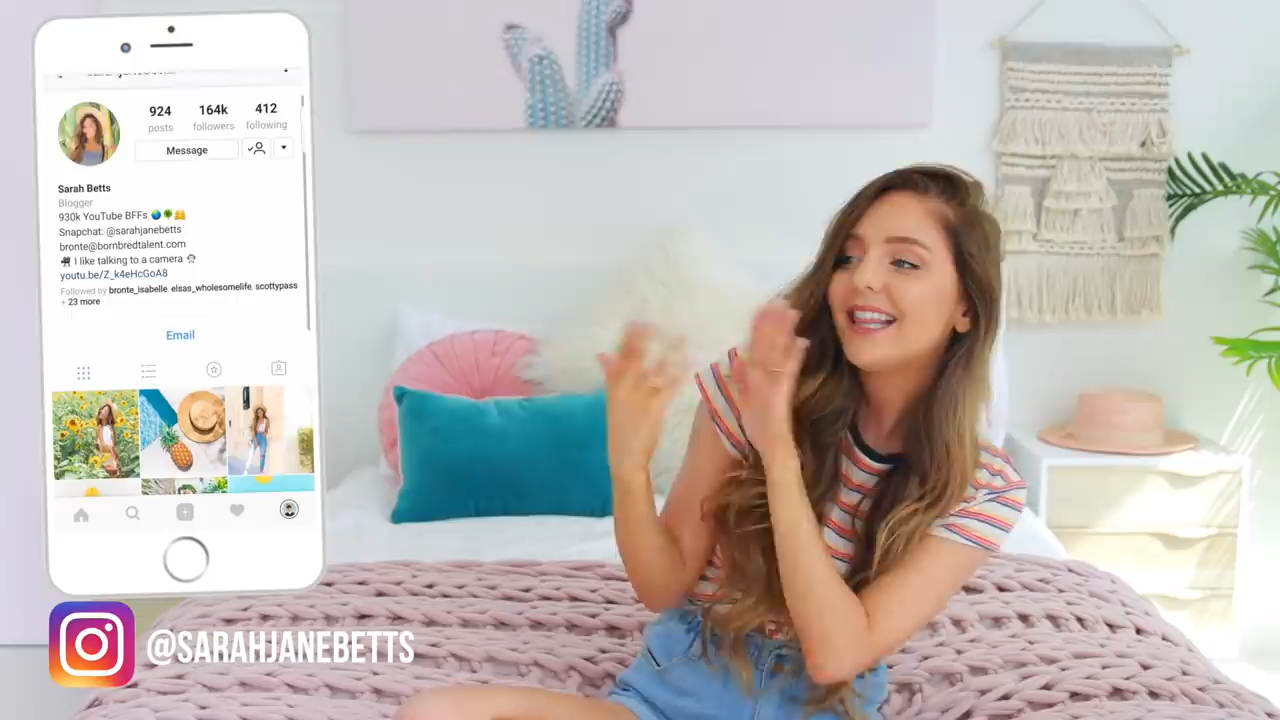 924 164k 412
posts followers following
Message
Sarah Betts
Blogger
930k YouTube BFFs 🌏🌳🤗
Snapchat: @sarahjanebetts
bronte@bornbredtalent.com
🎥 I like talking to a camera
youtu.be/Z_k4eHcGoA8
Followed by bronte_isabelle, elsas_wholesomelife, scottypass
+ 23 more
Email
@SARAHJANEBETTS